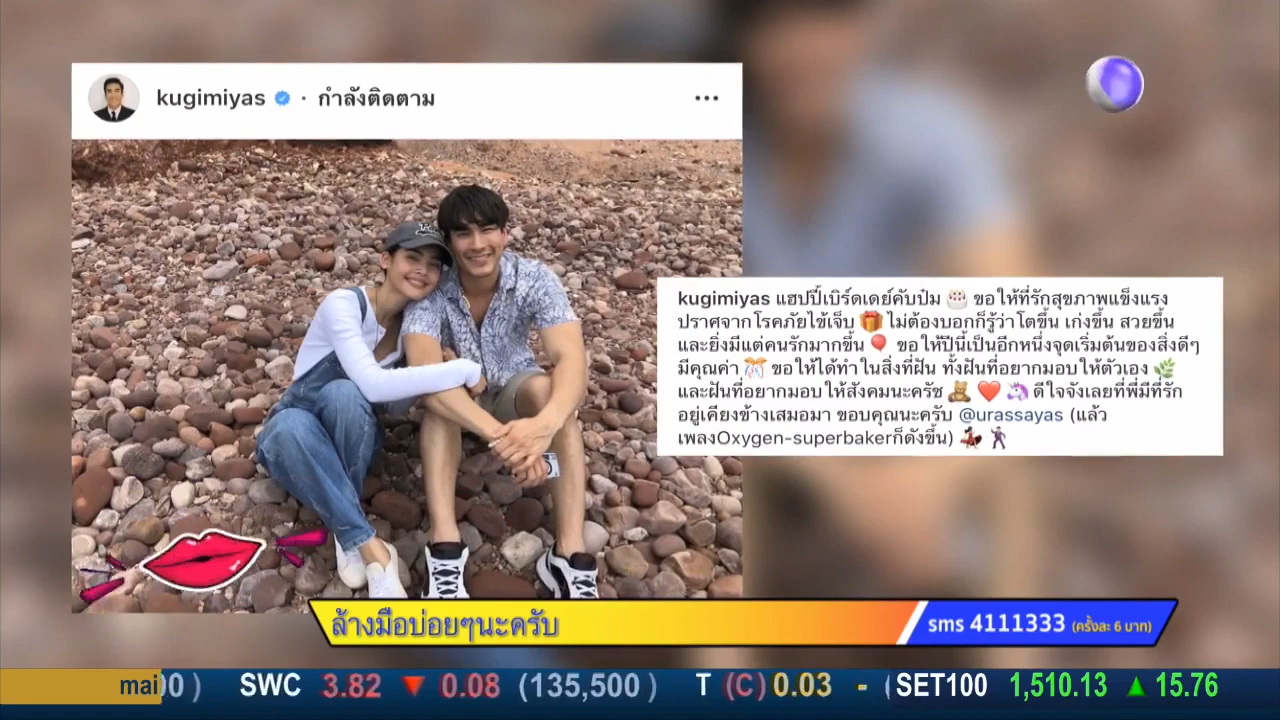 kugimiyas · กำลังติดตาม
kugimiyas แฮปปี้เบิร์ดเดย์คับป๋ม 🎂 ขอให้ที่รักสุขภาพแข็งแรง
ปราศจากโรคภัยไข้เจ็บ 🎁 ไม่ต้องบอกก็รู้ว่าโตขึ้น เก่งขึ้น สวยขึ้น
และยิ่งมีแต่คนรักมากขึ้น 🎈 ขอให้ปีนี้เป็นอีกหนึ่งจุดเริ่มต้นของสิ่งดีๆ
มีคุณค่า 🎊 ขอให้ได้ทำในสิ่งที่ฝัน ทั้งฝันที่อยากมอบให้ตัวเอง 🌿
และฝันที่อยากมอบให้สังคมนะครัช 🧸 ❤️ 🦄 ดีใจจังเลยที่พี่มีที่รัก
อยู่เคียงข้างเสมอมา ขอบคุณนะครับ @urassayas (แล้ว
เพลงOxygen-superbakerก็ดังขึ้น) 💃 🕺
ล้างมือบ่อยๆนะครับ
sms 4111333 (ครั้งละ 6 บาท)
mai 00 ) SWC 3.82 ▼ 0.08 (135,500 ) T (C) 0.03 - ( SET100 1,510.13 ▲ 15.76